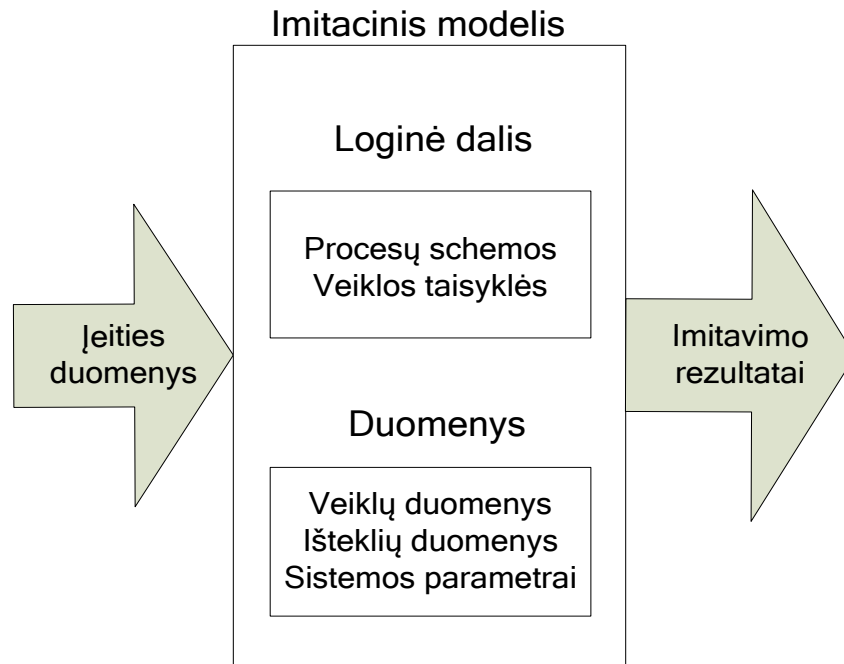 Imitacinis modelis
Loginė dalis
Procesų schemos
Veiklos taisyklės
Įeities
duomenys
Imitavimo
rezultatai
Duomenys
Veiklų duomenys
Išteklių duomenys
Sistemos parametrai